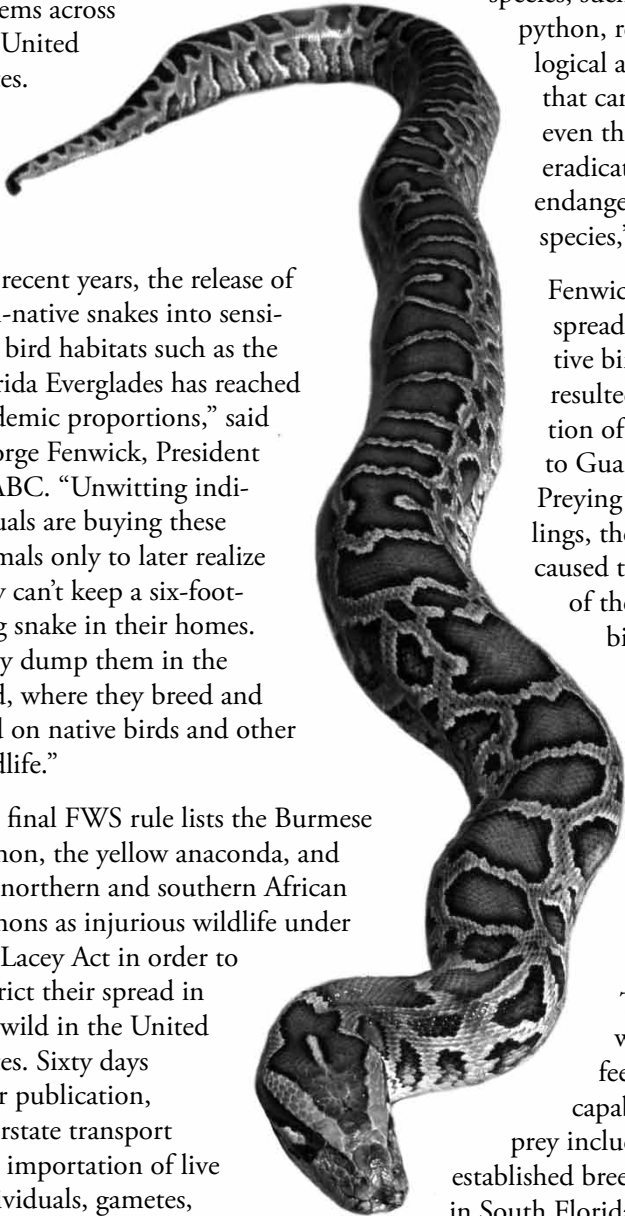 ems across
United
es.
recent years, the release of
-native snakes into sensi-
bird habitats such as the
rida Everglades has reached
demic proportions,” said
orge Fenwick, President
ABC. “Unwitting indi-
uals are buying these
mals only to later realize
y can’t keep a six-foot-
g snake in their homes.
y dump them in the
d, where they breed and
d on native birds and other
dlife.”
final FWS rule lists the Burmese
hon, the yellow anaconda, and
northern and southern African
hons as injurious wildlife under
Lacey Act in order to
rict their spread in
wild in the United
es. Sixty days
r publication,
rstate transport
importation of live
ividuals, gametes,
species, such
python, re
logical a
that can
even th
eradicat
endange
species,”
Fenwic
spread
tive bi
resulted
tion of
to Gua
Preying
lings, the
caused t
of the
bi
T
w
fee
capab
prey includ
established bree
in South Florida